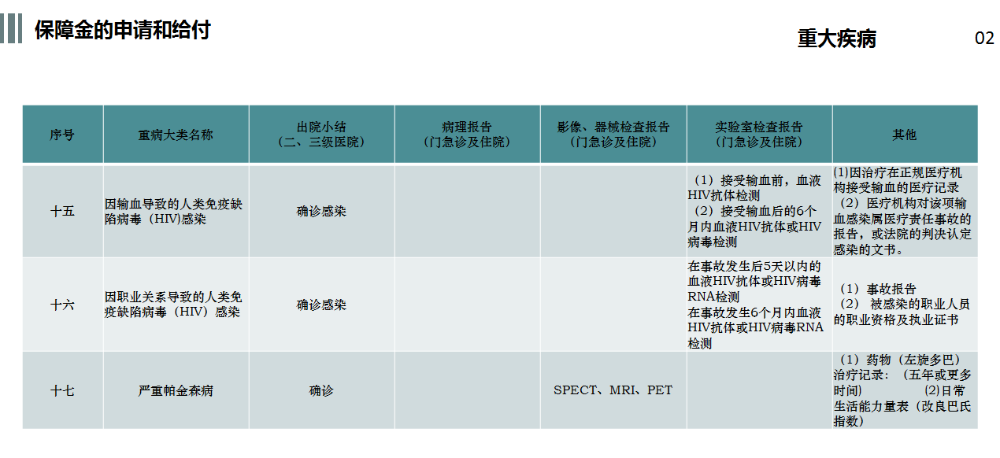 保障金的申请和给付
重大疾病
02
序号
重病大类名称
出院小结
（二、三级医院）
病理报告
（门急诊及住院）
影像、器械检查报告
（门急诊及住院）
实验室检查报告
（门急诊及住院）
其他
十五
因输血导致的人类免疫缺
陷病毒（HIV)感染
确诊感染
（1）接受输血前，血液
HIV抗体检测
（2）接受输血后的6个
月内血液HIV抗体或HIV
病毒检测
(1)因治疗在正规医疗机
构接受输血的医疗记录
（2）医疗机构对该项输
血感染属医疗责任事故的
报告，或法院的判决认定
感染的文书。
十六
因职业关系导致的人类免
疫缺陷病毒（HIV）感染
确诊感染
在事故发生后5天以内的
血液HIV抗体或HIV病毒
RNA检测
在事故发生6个月内血液
HIV抗体或HIV病毒RNA
检测
（1）事故报告
（2） 被感染的职业人员
的职业资格及执业证书
十七
严重帕金森病
确诊
SPECT、MRI、PET
（1）药物（左旋多巴）
治疗记录：（五年或更多
时间) (2)日常
生活能力量表（改良巴氏
指数）